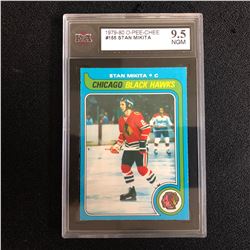 1979-80 O-PEE-CHEE
#155 STAN MIKITA
9.5
NGM
STAN MIKITA • C
CHICAGO BLACK HAWKS